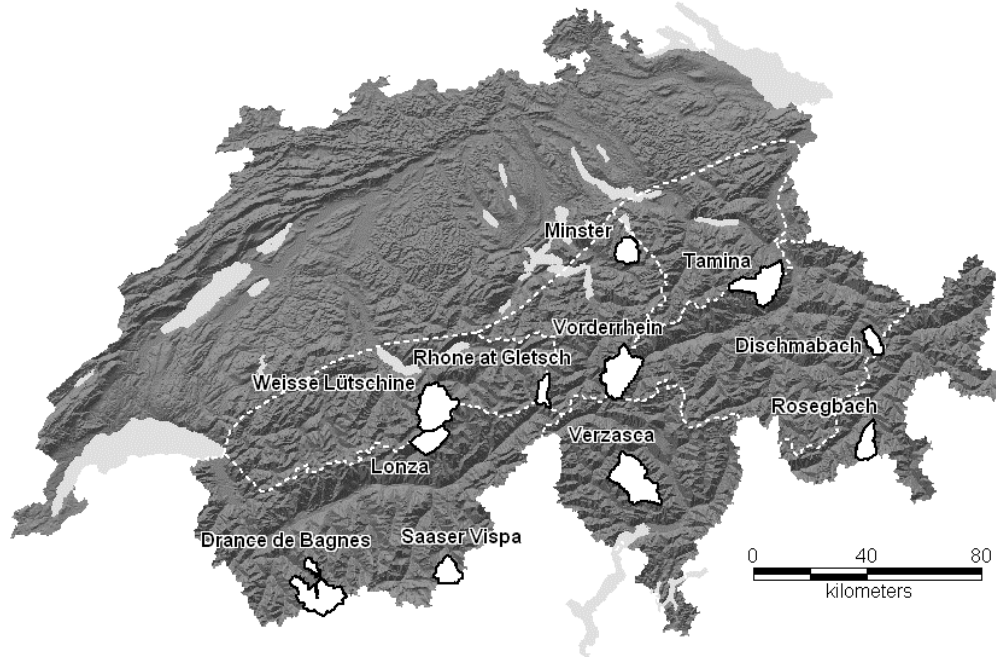 Minster
Tamina
Vorderrhein
Dischmabach
Rhone at Gletsch
Weisse Lütschine
Rosegbach
Verzasca
Lonza
Drance de Bagnes
Saaser Vispa
0 40 80
kilometers